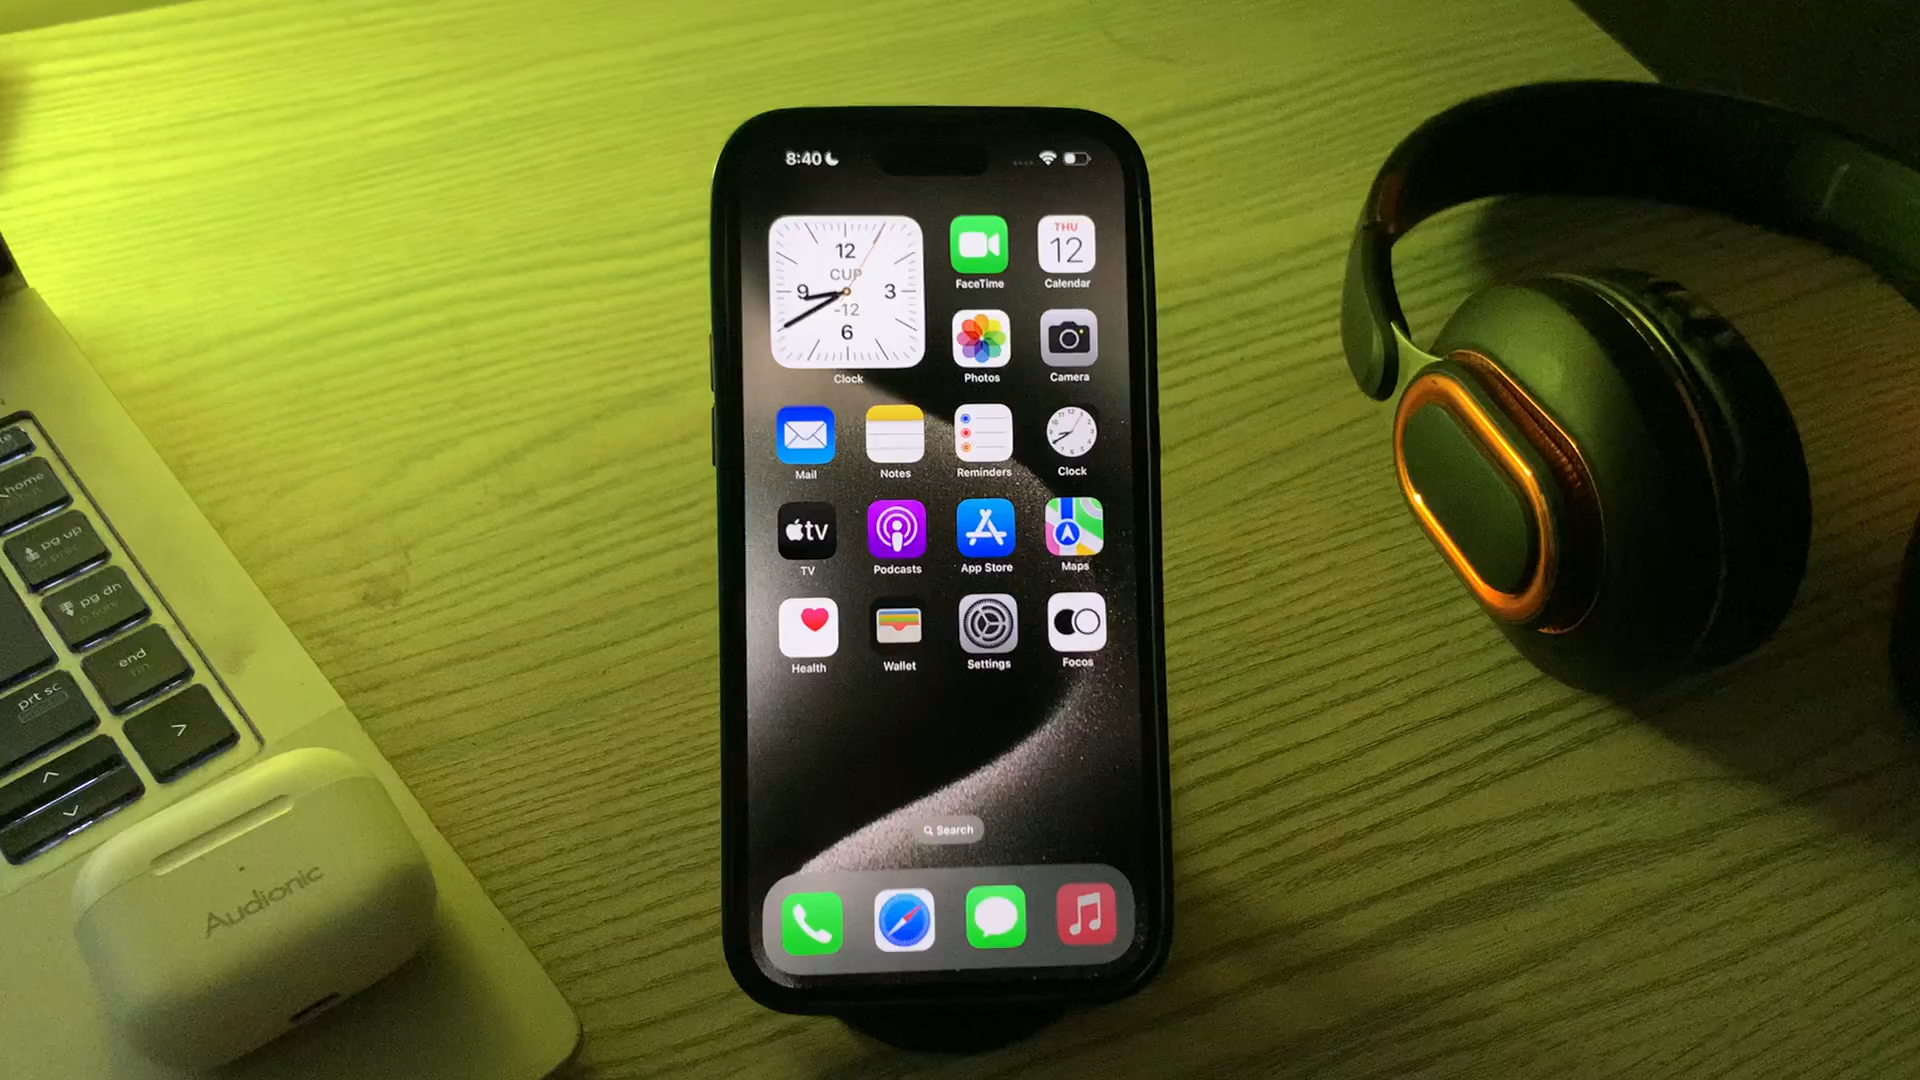 8:40
12
CUP
9
3
-12
6
Clock
FaceTime
THU
12
Calendar
Photos
Camera
Mail
Notes
Reminders
Clock
tv
TV
Podcasts
App Store
Maps
Health
Wallet
Settings
Focos
Search
home
pg up
pg dn
end
prt sc
Audionic